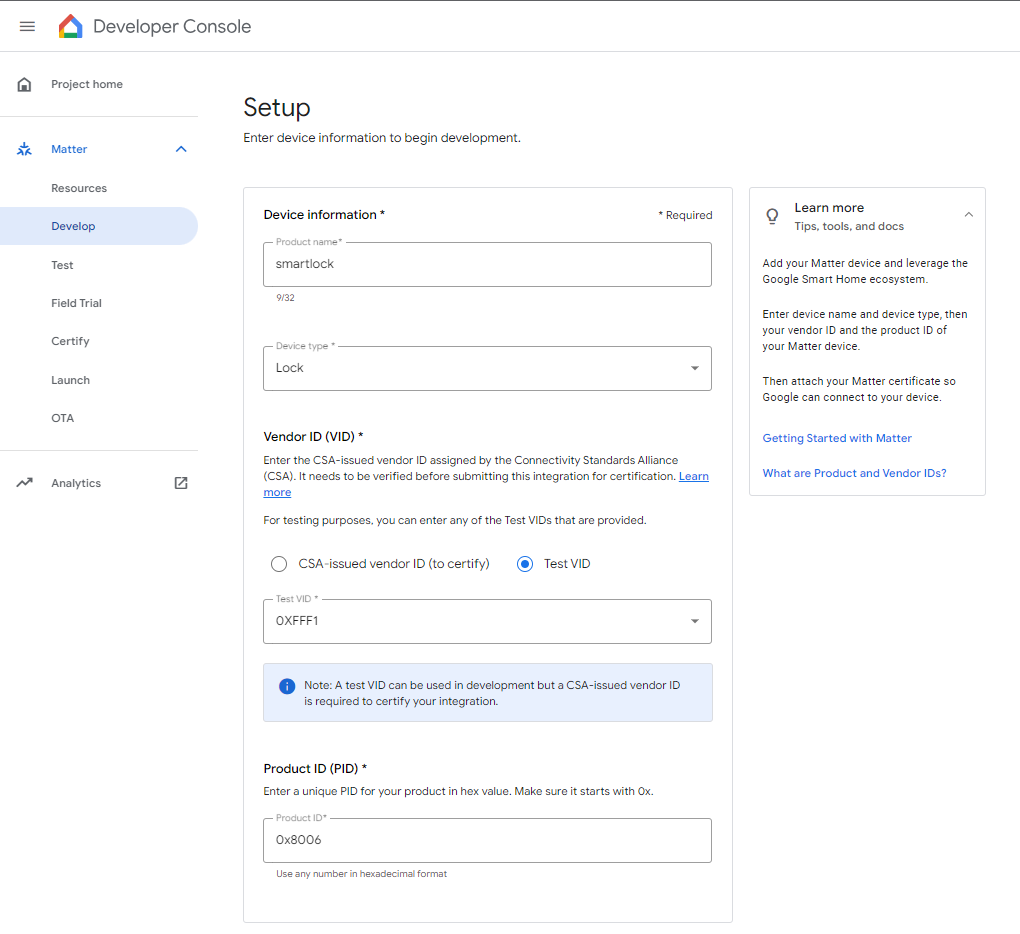 Developer Console
Project home
Matter
Resources
Develop
Test
Field Trial
Certify
Launch
OTA
Analytics
Setup
Enter device information to begin development.
Device information *
* Required
Product name*
smartlock
9/32
Device type *
Lock
Vendor ID (VID) *
Enter the CSA-issued vendor ID assigned by the Connectivity Standards Alliance
(CSA). It needs to be verified before submitting this integration for certification. Learn
more
For testing purposes, you can enter any of the Test VIDs that are provided.
CSA-issued vendor ID (to certify)
Test VID
Test VID *
0XFFF1
Note: A test VID can be used in development but a CSA-issued vendor ID
is required to certify your integration.
Product ID (PID) *
Enter a unique PID for your product in hex value. Make sure it starts with 0x.
Product ID*
0x8006
Use any number in hexadecimal format
Learn more
Tips, tools, and docs
Add your Matter device and leverage the
Google Smart Home ecosystem.
Enter device name and device type, then
your vendor ID and the product ID of
your Matter device.
Then attach your Matter certificate so
Google can connect to your device.
Getting Started with Matter
What are Product and Vendor IDs?